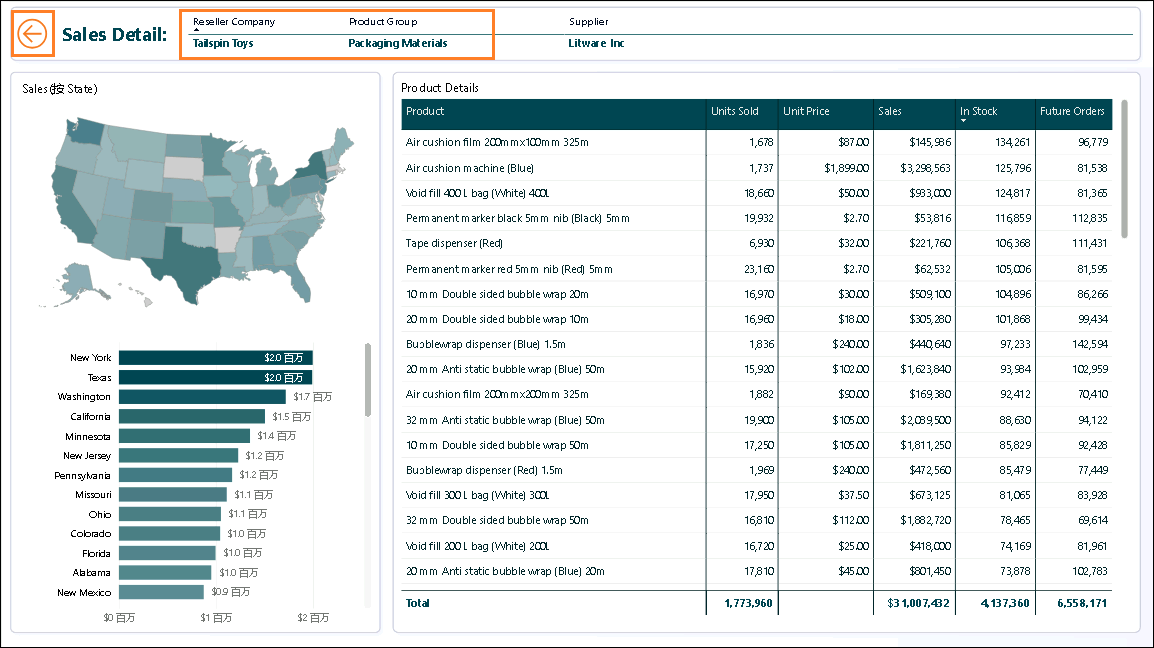 Sales Detail:
Reseller Company Product Group Supplier
Tailspin Toys Packaging Materials Litware Inc
Sales (按 State)
New York $2.0 百万
Texas $2.0 百万
Washington $1.7 百万
California $1.5 百万
Minnesota $1.4 百万
New Jersey $1.2 百万
Pennsylvania $1.2 百万
Missouri $1.1 百万
Ohio $1.1 百万
Colorado $1.0 百万
Florida $1.0 百万
Alabama $1.0 百万
New Mexico $0.9 百万
$0 百万 $1 百万 $2 百万
Product Details
Product Units Sold Unit Price Sales In Stock Future Orders
Air cushion film 200mmx100mm 325m 1,678 $87.00 $145,986 134,261 96,779
Air cushion machine (Blue) 1,737 $1,899.00 $3,298,563 125,796 81,538
Void fill 400 L bag (White) 400L 18,660 $50.00 $933,000 124,817 81,365
Permanent marker black 5mm nib (Black) 5mm 19,932 $2.70 $53,816 116,859 112,835
Tape dispenser (Red) 6,930 $32.00 $221,760 106,368 111,431
Permanent marker red 5mm nib (Red) 5mm 23,160 $2.70 $62,532 105,006 81,595
10 mm Double sided bubble wrap 20m 16,970 $30.00 $509,100 104,896 86,266
20 mm Double sided bubble wrap 10m 16,960 $18.00 $305,280 101,868 99,434
Bubblewrap dispenser (Blue) 1.5m 1,836 $240.00 $440,640 97,233 142,594
20 mm Anti static bubble wrap (Blue) 50m 15,920 $102.00 $1,623,840 93,984 102,959
Air cushion film 200mmx200mm 325m 1,882 $90.00 $169,380 92,412 70,410
32 mm Anti static bubble wrap (Blue) 50m 19,900 $105.00 $2,089,500 88,630 94,122
10 mm Double sided bubble wrap 50m 17,250 $105.00 $1,811,250 85,829 92,428
Bubblewrap dispenser (Red) 1.5m 1,969 $240.00 $472,560 85,479 77,449
Void fill 300 L bag (White) 300L 17,950 $37.50 $673,125 81,065 83,928
32 mm Double sided bubble wrap 50m 16,810 $112.00 $1,882,720 78,465 69,614
Void fill 200 L bag (White) 200L 16,720 $25.00 $418,000 74,169 81,961
20 mm Anti static bubble wrap (Blue) 20m 17,810 $45.00 $801,450 73,878 102,783
Total 1,773,960 $31,007,432 4,137,360 6,558,171